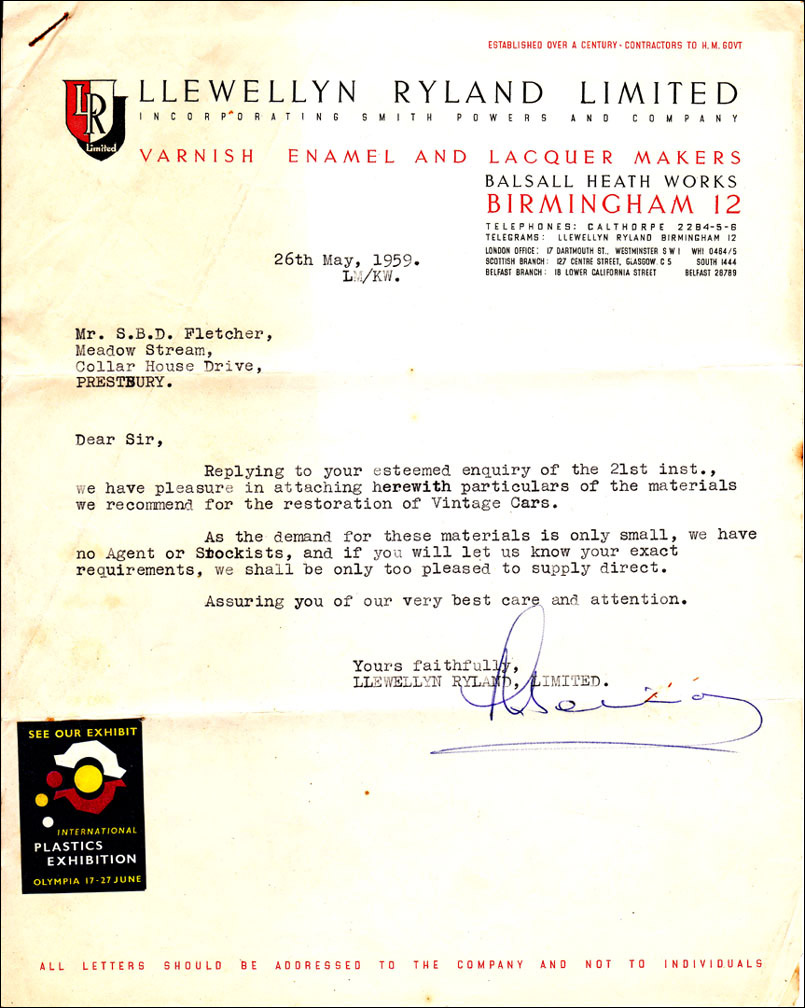 ESTABLISHED OVER A CENTURY · CONTRACTORS TO H.M. GOVT
LR
Limited
LLEWELLYN RYLAND LIMITED
INCORPORATING SMITH POWERS AND COMPANY
VARNISH ENAMEL AND LACQUER MAKERS
BALSALL HEATH WORKS
BIRMINGHAM 12
TELEPHONES: CALTHORPE 2284-5-6
TELEGRAMS: LLEWELLYN RYLAND BIRMINGHAM 12
LONDON OFFICE: 17 DARTMOUTH ST., WESTMINSTER S W 1 WHI 0464/5
SCOTTISH BRANCH: 127 CENTRE STREET, GLASGOW C 5 SOUTH 1444
BELFAST BRANCH: 18 LOWER CALIFORNIA STREET BELFAST 26789
26th May, 1959.
LM/KW.
Mr. S.B.D. Fletcher,
Meadow Stream,
Collar House Drive,
PRESTBURY.
Dear Sir,
Replying to your esteemed enquiry of the 21st inst.,
we have pleasure in attaching herewith particulars of the materials
we recommend for the restoration of Vintage Cars.
As the demand for these materials is only small, we have
no Agent or Stockists, and if you will let us know your exact
requirements, we shall be only too pleased to supply direct.
Assuring you of our very best care and attention.
Yours faithfully,
LLEWELLYN RYLAND, LIMITED.
SEE OUR EXHIBIT
INTERNATIONAL
PLASTICS
EXHIBITION
OLYMPIA 17-27 JUNE
ALL LETTERS SHOULD BE ADDRESSED TO THE COMPANY AND NOT TO INDIVIDUALS